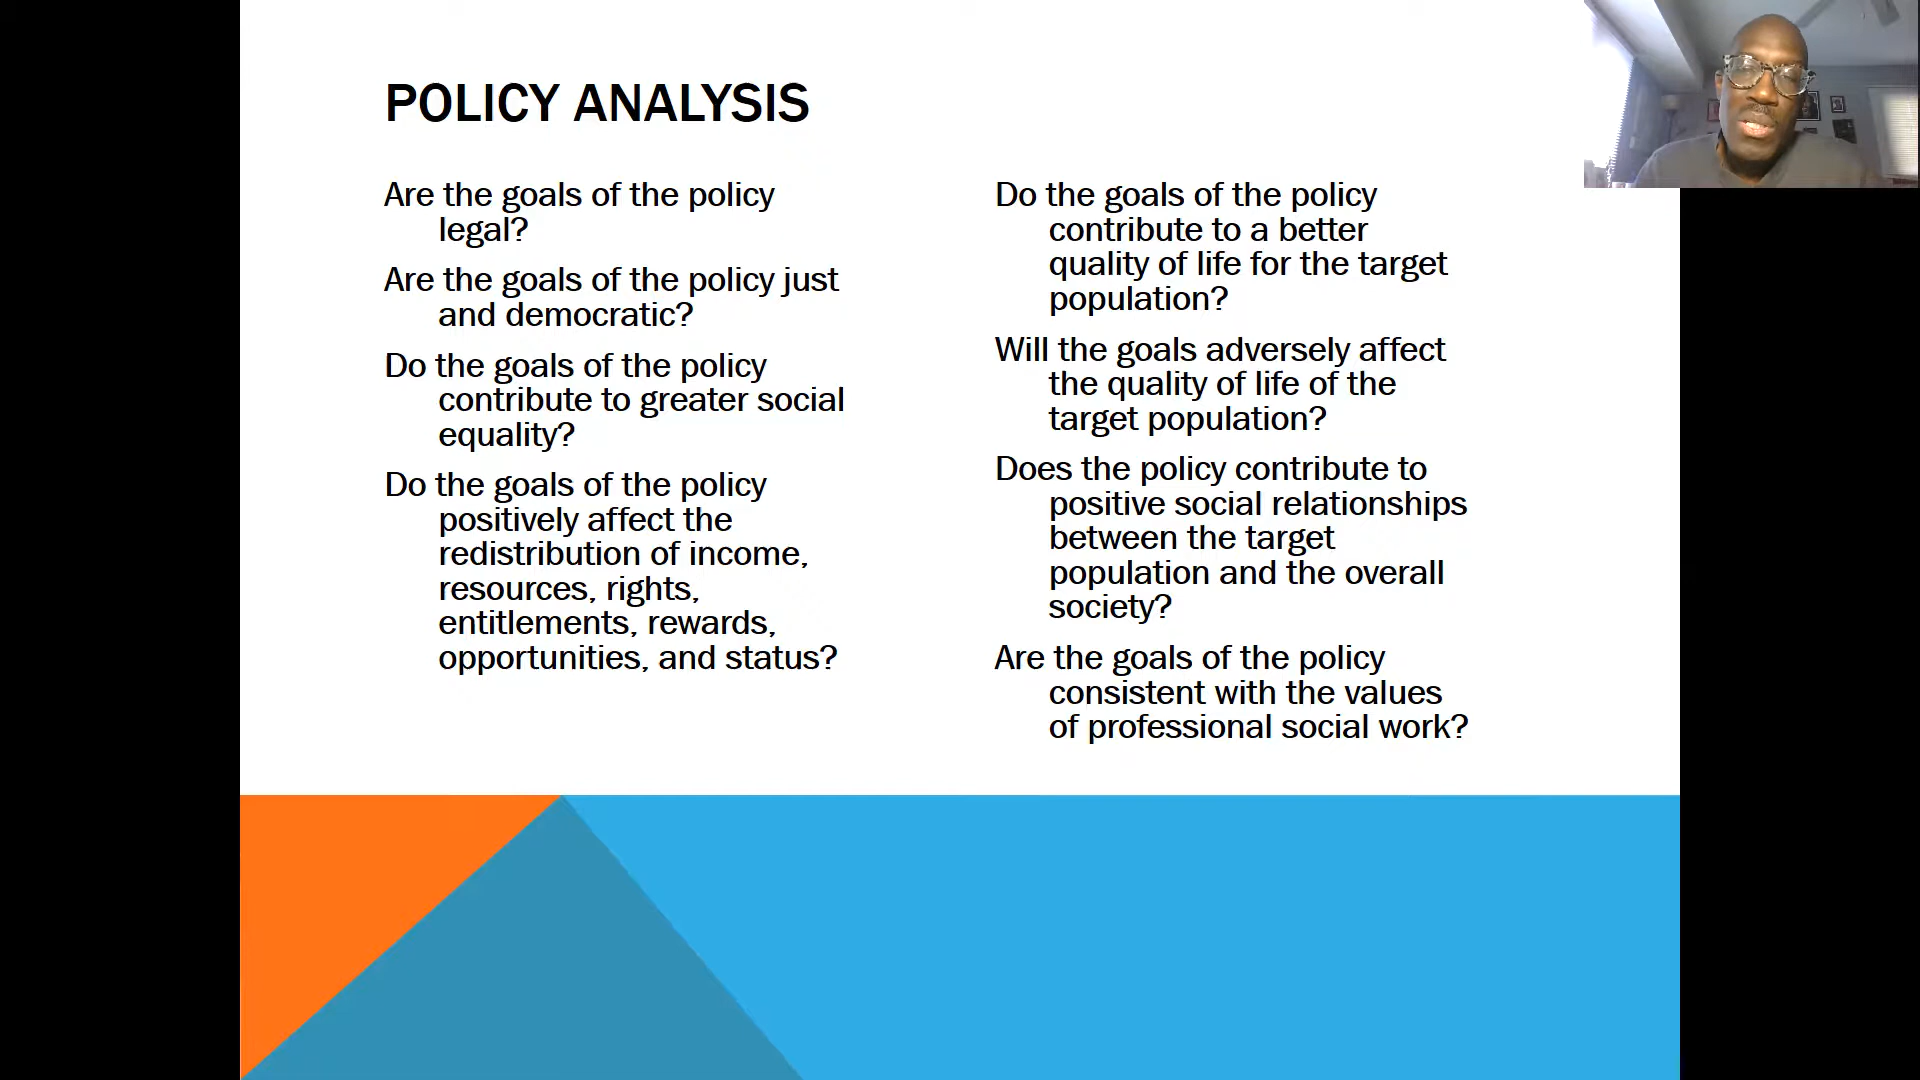 POLICY ANALYSIS
Are the goals of the policy
legal?
Are the goals of the policy just
and democratic?
Do the goals of the policy
contribute to greater social
equality?
Do the goals of the policy
positively affect the
redistribution of income,
resources, rights,
entitlements, rewards,
opportunities, and status?
Do the goals of the policy
contribute to a better
quality of life for the target
population?
Will the goals adversely affect
the quality of life of the
target population?
Does the policy contribute to
positive social relationships
between the target
population and the overall
society?
Are the goals of the policy
consistent with the values
of professional social work?